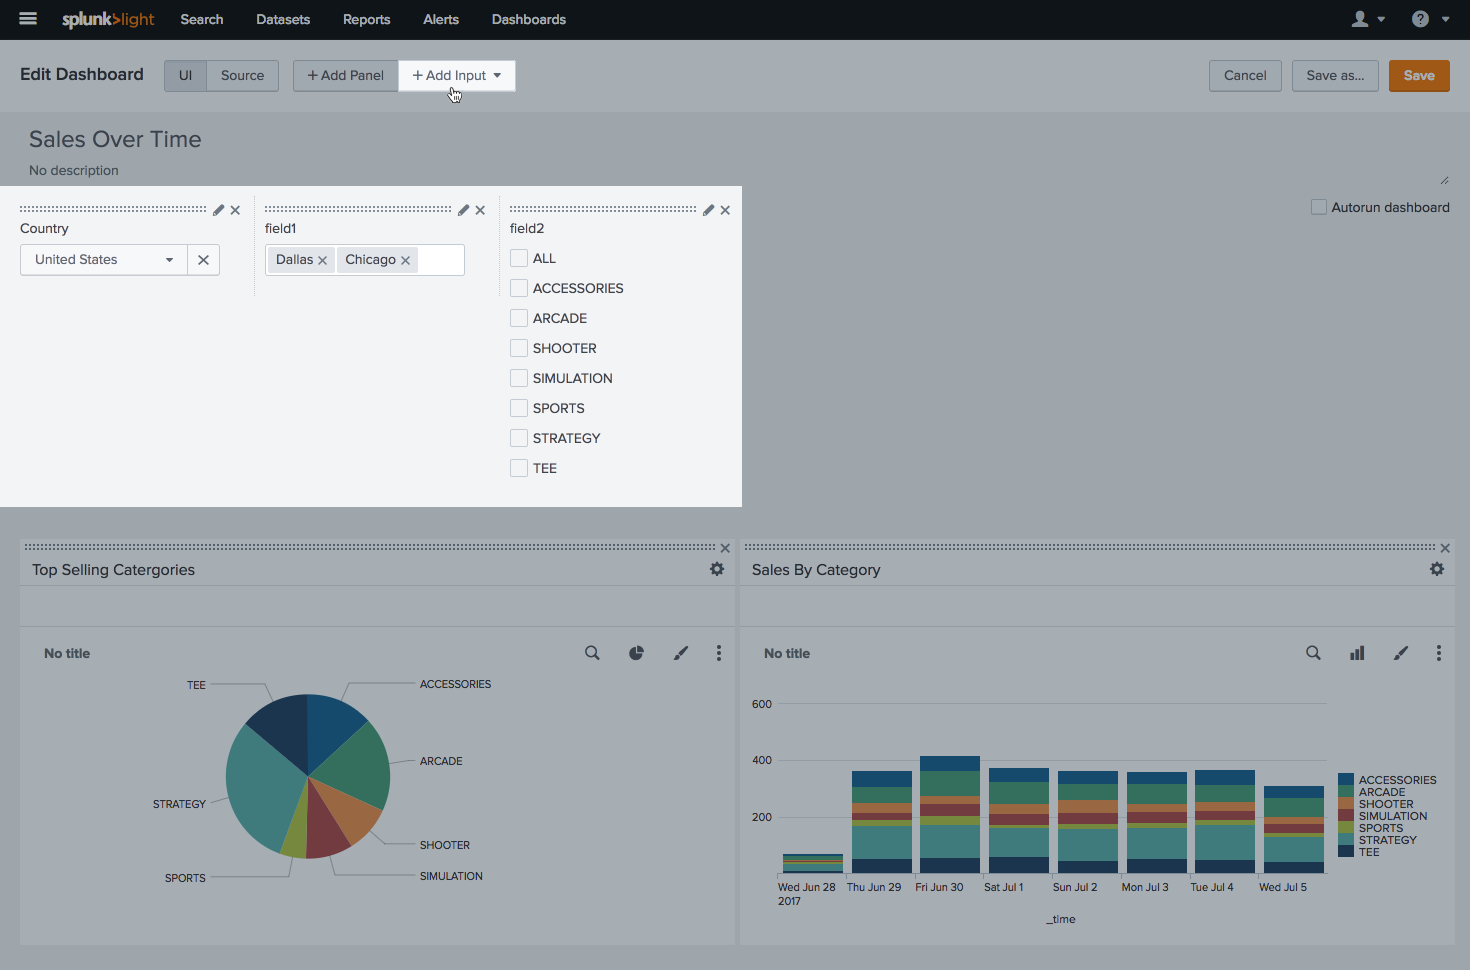 splunk>light Search Datasets Reports Alerts Dashboards ?
Edit Dashboard UI Source + Add Panel + Add Input Cancel Save as... Save
Sales Over Time
No description
Autorun dashboard
Country field1 field2
United States Dallas Chicago
ALL
ACCESSORIES
ARCADE
SHOOTER
SIMULATION
SPORTS
STRATEGY
TEE
Top Selling Catergories
No title
TEE ACCESSORIES
ARCADE
STRATEGY
SHOOTER
SPORTS SIMULATION
Sales By Category
No title
600
400
200
ACCESSORIES
ARCADE
SHOOTER
SIMULATION
SPORTS
STRATEGY
TEE
Wed Jun 28 Thu Jun 29 Fri Jun 30 Sat Jul 1 Sun Jul 2 Mon Jul 3 Tue Jul 4 Wed Jul 5
2017
_time